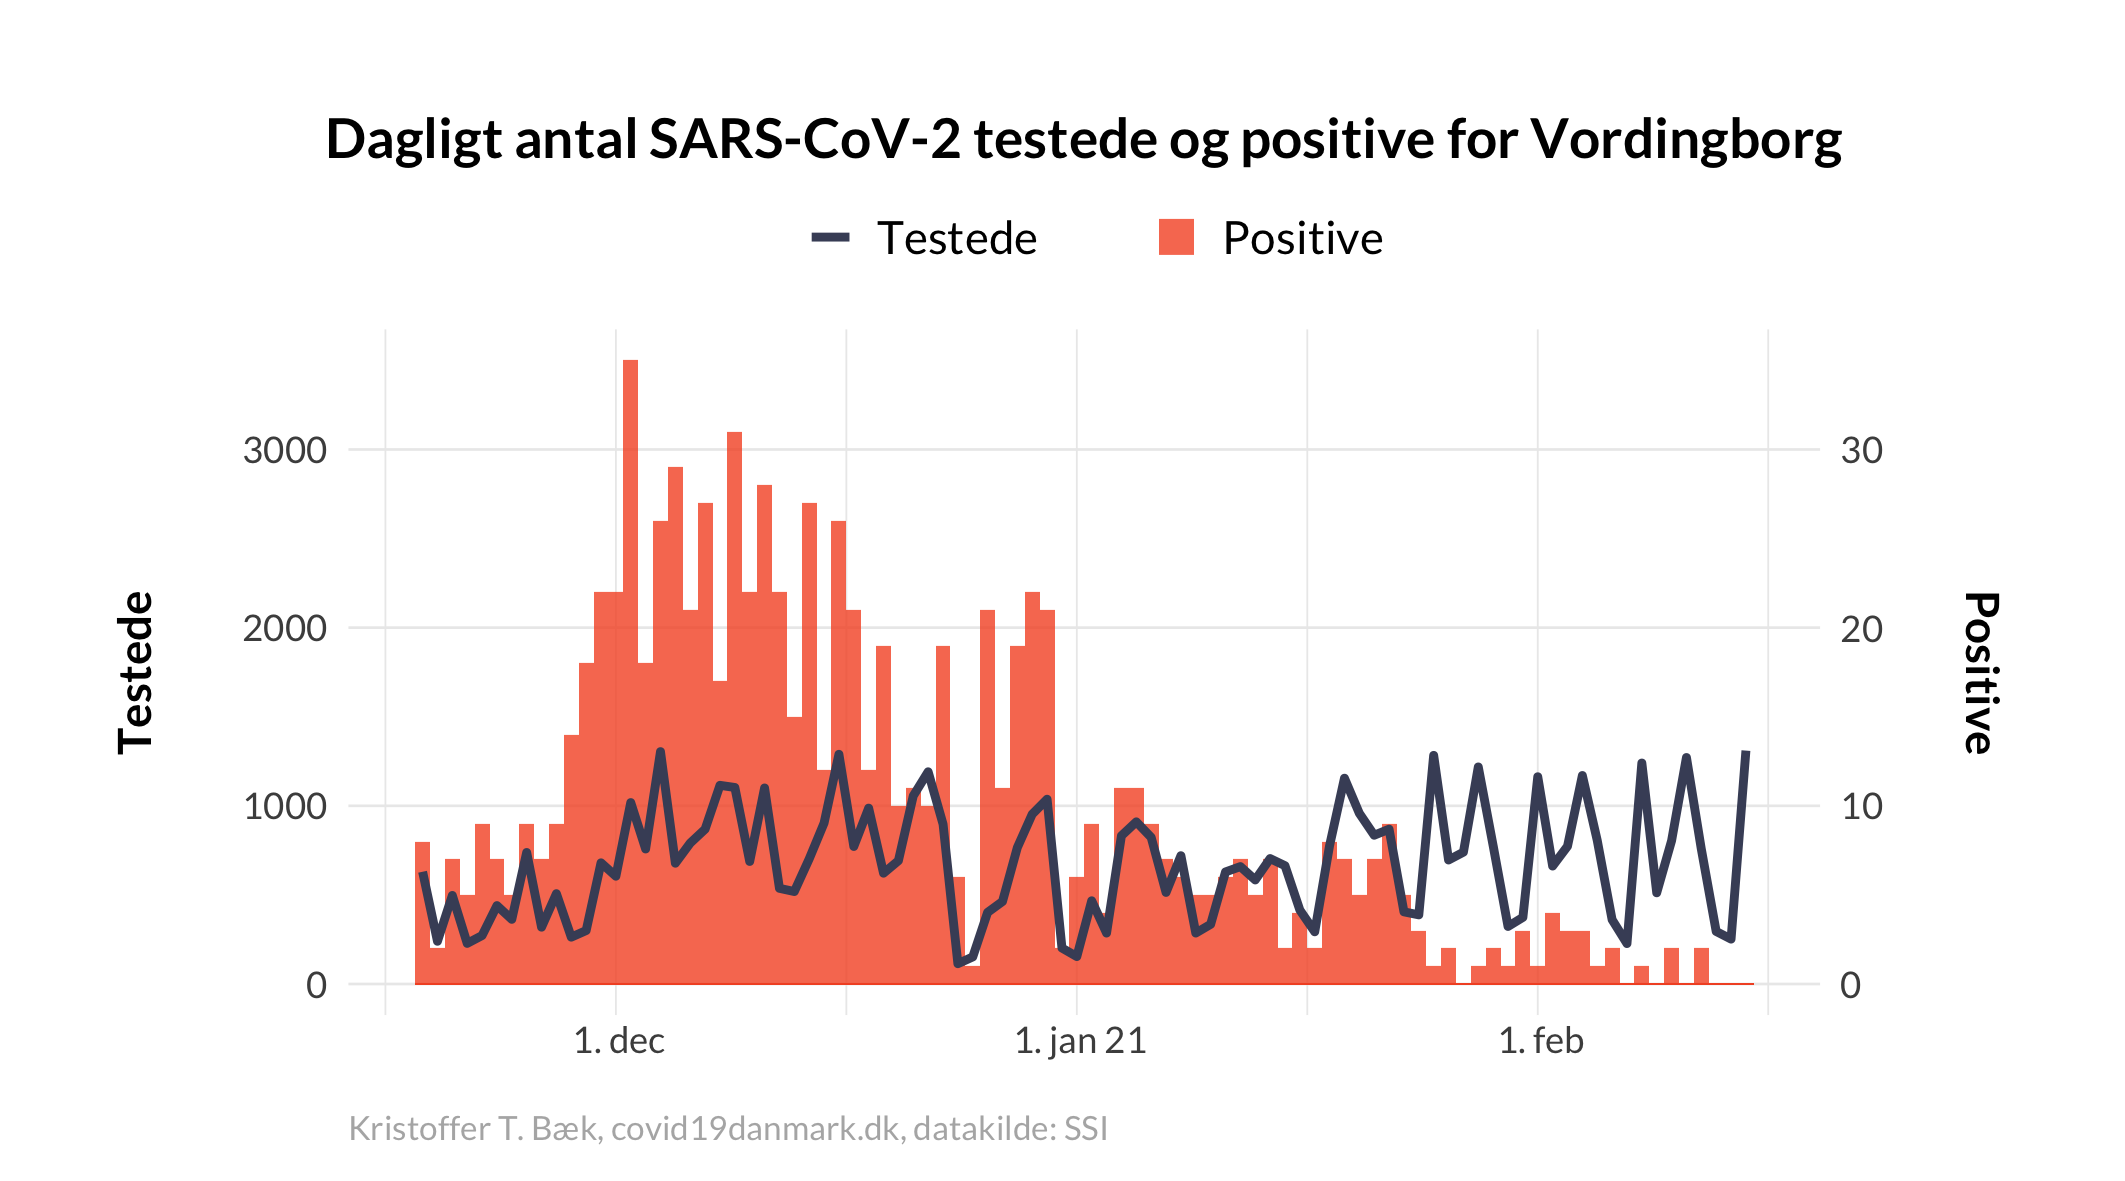 Dagligt antal SARS-CoV-2 testede og positive for Vordingborg
Testede Positive
3000
2000
1000
0
Testede
30
20
10
0
Positive
1. dec 1. jan 21 1. feb
Kristoffer T. Bæk, covid19danmark.dk, datakilde: SSI